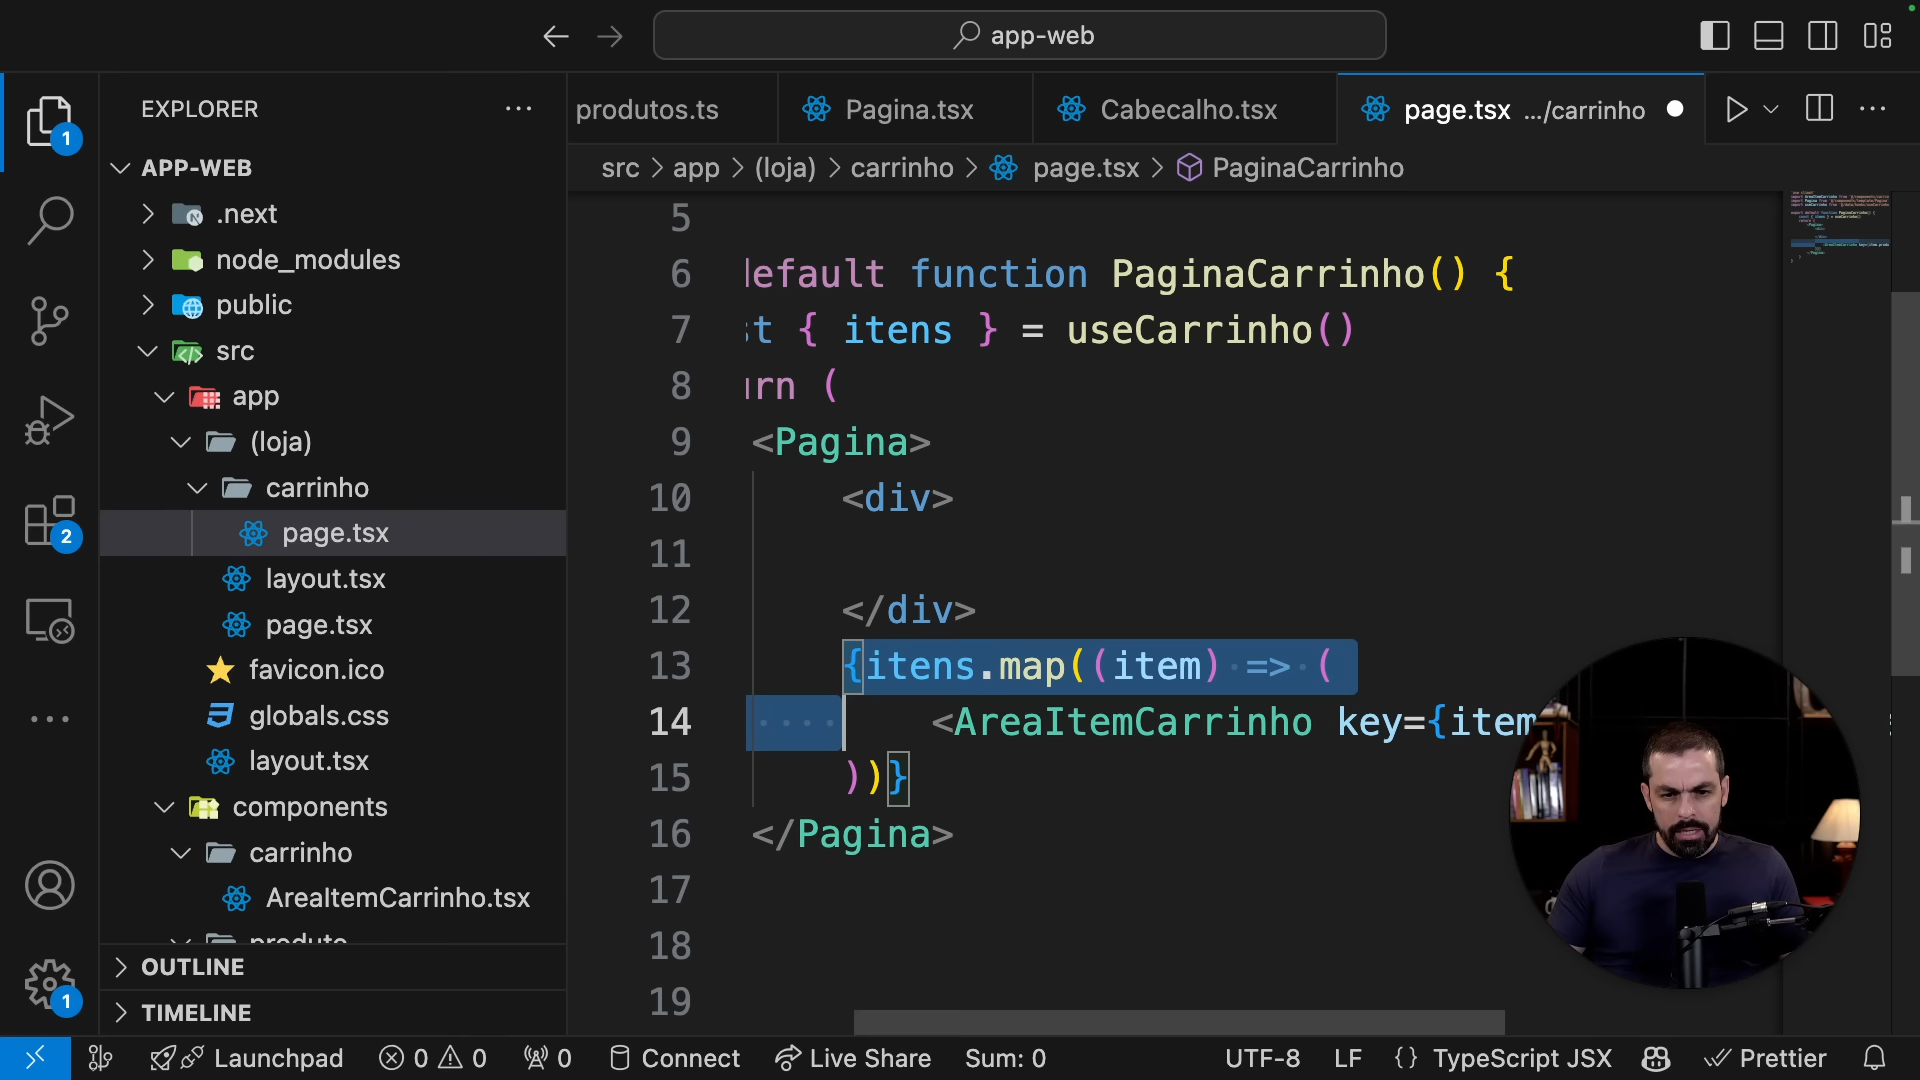 app-web
EXPLORER
produtos.ts
Pagina.tsx
Cabecalho.tsx
page.tsx .../carrinho
1
APP-WEB
src > app > (loja) > carrinho > page.tsx > PaginaCarrinho
.next
node_modules
public
src
app
(loja)
carrinho
page.tsx
layout.tsx
page.tsx
favicon.ico
globals.css
layout.tsx
components
carrinho
AreaItemCarrinho.tsx
produto
OUTLINE
TIMELINE
2
1
5
6 default function PaginaCarrinho() {
7 st { itens } = useCarrinho()
8 urn (
9 <Pagina>
10 <div>
11
12 </div>
13 {itens.map((item) => (
14 <AreaItemCarrinho key={item
15 ))}
16 </Pagina>
17
18
19
Launchpad 0 0 0 Connect Live Share Sum: 0 UTF-8 LF {} TypeScript JSX Prettier